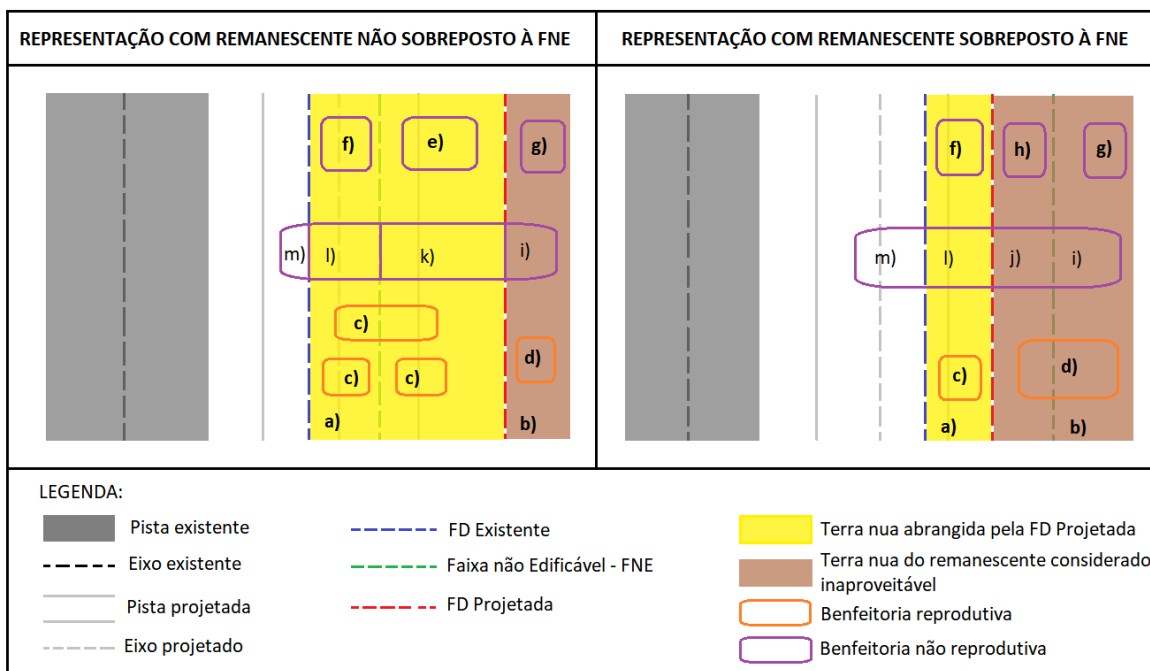 REPRESENTAÇÃO COM REMANESCENTE NÃO SOBREPOSTO À FNE
REPRESENTAÇÃO COM REMANESCENTE SOBREPOSTO À FNE
f)
e)
g)
m)
l)
k)
i)
c)
c)
c)
d)
a)
b)
f)
h)
g)
m)
l)
j)
i)
c)
d)
a)
b)
LEGENDA:
Pista existente
Eixo existente
Pista projetada
Eixo projetado
FD Existente
Faixa não Edificável - FNE
FD Projetada
Terra nua abrangida pela FD Projetada
Terra nua do remanescente considerado
inaproveitável
Benfeitoria reprodutiva
Benfeitoria não reprodutiva